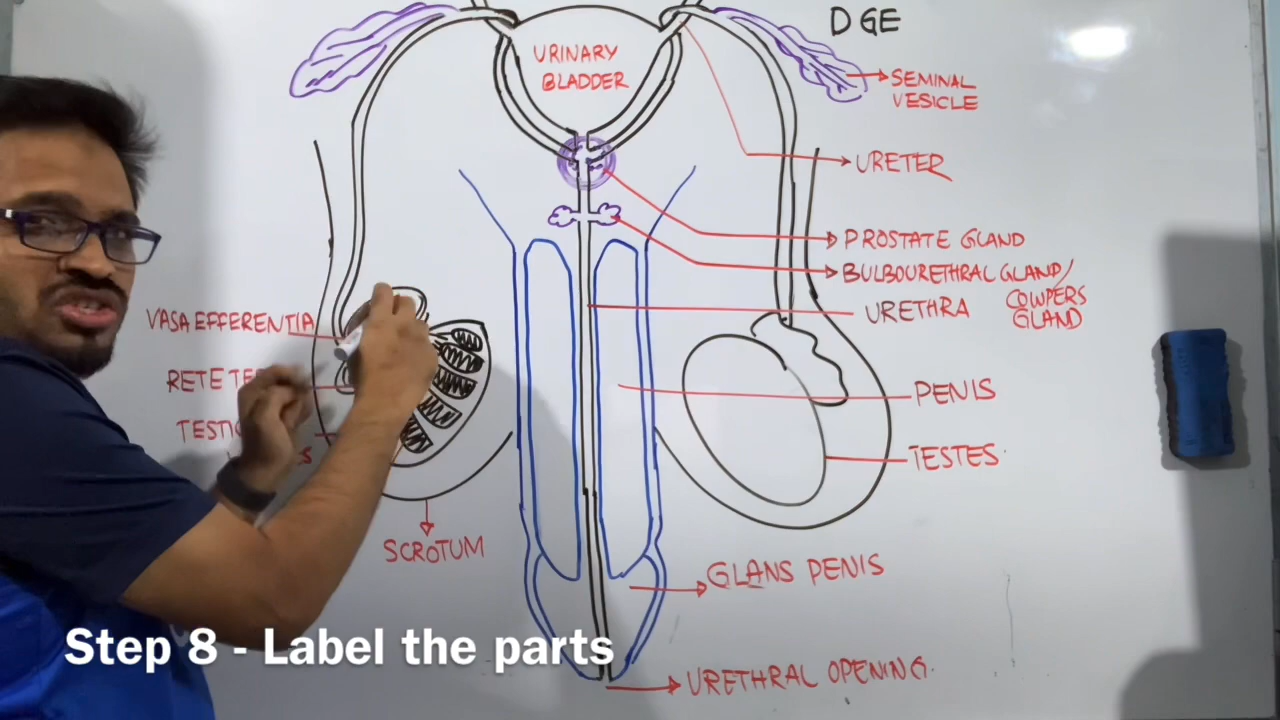 DGE
URINARY
BLADDER
SEMINAL
VESICLE
URETER
PROSTATE GLAND
BULBOURETHRAL GLAND/
COWPERS
GLAND
URETHRA
VASA EFFERENTIA
RETE
PENIS
TESTES
SCROTUM
GLANS PENIS
URETHRAL OPENING
Step 8 - Label the parts